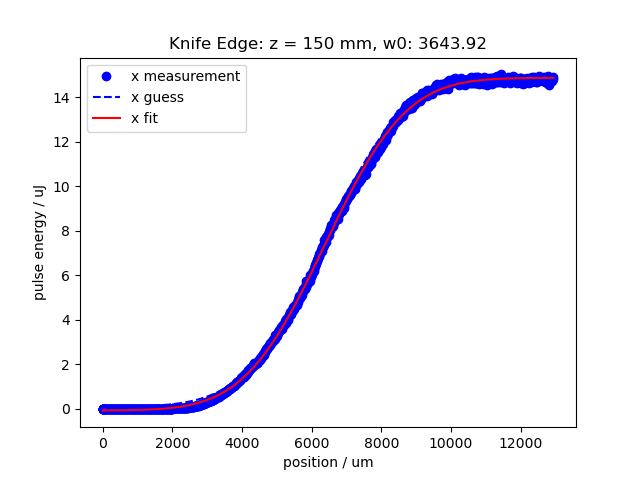 Knife Edge: z = 150 mm, w0: 3643.92
x measurement
x guess
x fit
pulse energy / uJ
14
12
10
8
6
4
2
0
0 2000 4000 6000 8000 10000 12000
position / um